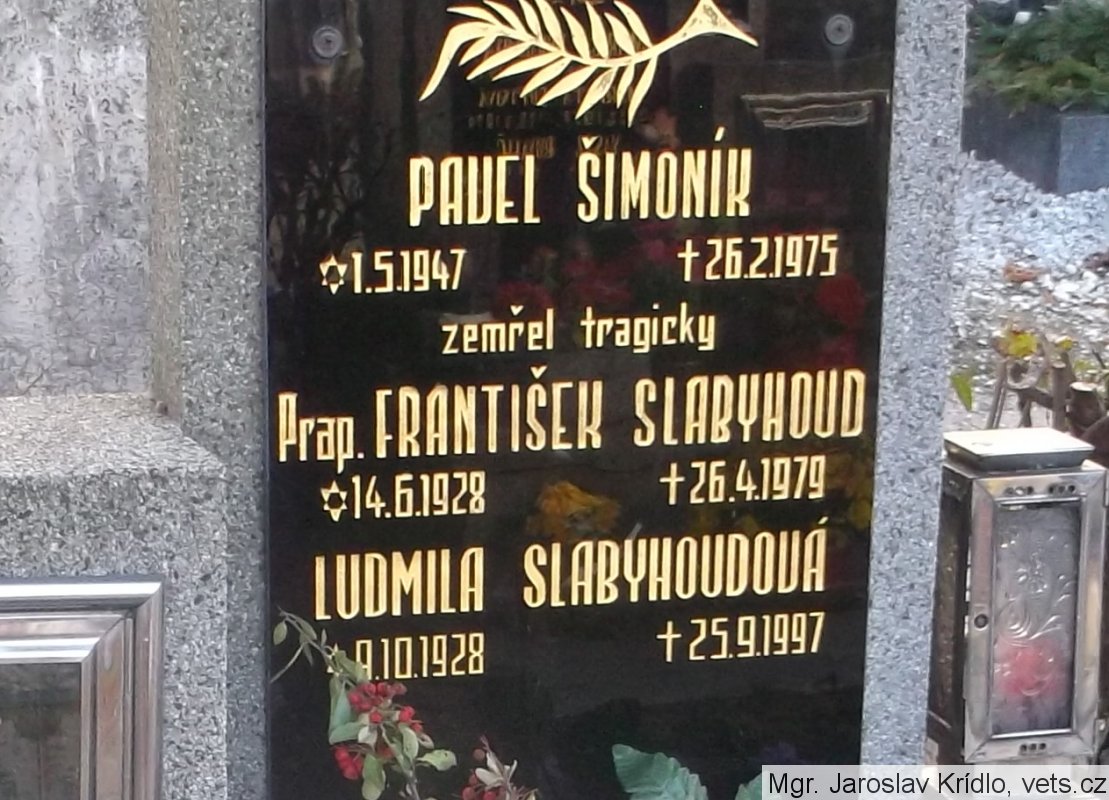 PAVEL ŠIMONÍK
✡1.5.1947 †26.2.1975
zemřel tragicky
Prap. FRANTIŠEK SLABYHOUD
✡14.6.1928 †26.4.1979
LUDMILA SLABYHOUDOVÁ
9.10.1928 †25.9.1997
Mgr. Jaroslav Krídlo, vets.cz